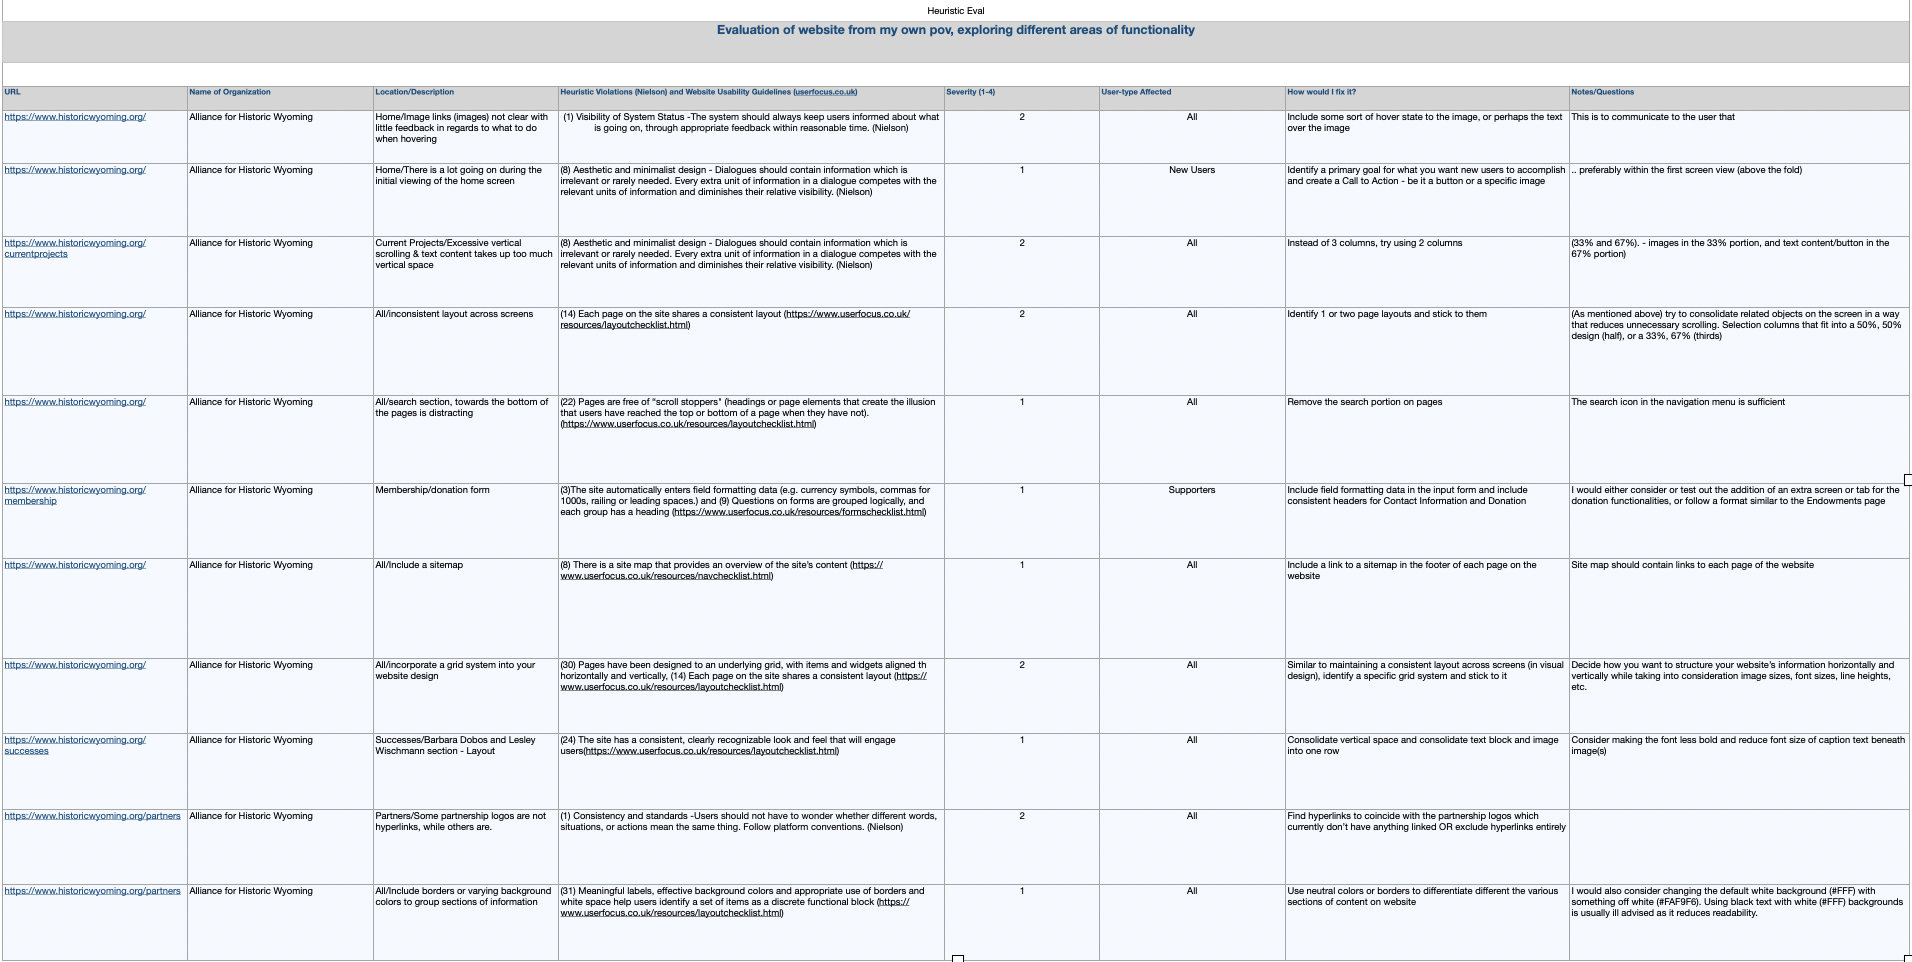 Heuristic Eval
Evaluation of website from my own pov, exploring different areas of functionality
URL
Name of Organization
Location/Description
Heuristic Violations (Nielson) and Website Usability Guidelines (userfocus.co.uk)
Severity (1-4)
User-type Affected
How would I fix it?
Notes/Questions
https://www.historicwyoming.org/
Alliance for Historic Wyoming
Home/Image links (images) not clear with
little feedback in regards to what to do
when hovering
(1) Visibility of System Status -The system should always keep users informed about what
is going on, through appropriate feedback within reasonable time. (Nielson)
2
All
Include some sort of hover state to the image, or perhaps the text
over the image
This is to communicate to the user that
https://www.historicwyoming.org/
Alliance for Historic Wyoming
Home/There is a lot going on during the
initial viewing of the home screen
(8) Aesthetic and minimalist design - Dialogues should contain information which is
irrelevant or rarely needed. Every extra unit of information in a dialogue competes with the
relevant units of information and diminishes their relative visibility. (Nielson)
1
New Users
Identify a primary goal for what you want new users to accomplish
and create a Call to Action - be it a button or a specific image
.. preferably within the first screen view (above the fold)
https://www.historicwyoming.org/
currentprojects
Alliance for Historic Wyoming
Current Projects/Excessive vertical
scrolling & text content takes up too much
vertical space
(8) Aesthetic and minimalist design - Dialogues should contain information which is
irrelevant or rarely needed. Every extra unit of information in a dialogue competes with the
relevant units of information and diminishes their relative visibility. (Nielson)
2
All
Instead of 3 columns, try using 2 columns
(33% and 67%). - images in the 33% portion, and text content/button in the
67% portion)
https://www.historicwyoming.org/
Alliance for Historic Wyoming
All/inconsistent layout across screens
(14) Each page on the site shares a consistent layout (https://www.userfocus.co.uk/
resources/layoutchecklist.html)
2
All
Identify 1 or two page layouts and stick to them
(As mentioned above) try to consolidate related objects on the screen in a way
that reduces unnecessary scrolling. Selection columns that fit into a 50%, 50%
design (half), or a 33%, 67% (thirds)
https://www.historicwyoming.org/
Alliance for Historic Wyoming
All/search section, towards the bottom of
the pages is distracting
(22) Pages are free of “scroll stoppers” (headings or page elements that create the illusion
that users have reached the top or bottom of a page when they have not).
(https://www.userfocus.co.uk/resources/layoutchecklist.html)
1
All
Remove the search portion on pages
The search icon in the navigation menu is sufficient
https://www.historicwyoming.org/
membership
Alliance for Historic Wyoming
Membership/donation form
(3)The site automatically enters field formatting data (e.g. currency symbols, commas for
1000s, railing or leading spaces.) and (9) Questions on forms are grouped logically, and
each group has a heading (https://www.userfocus.co.uk/resources/formschecklist.html)
1
Supporters
Include field formatting data in the input form and include
consistent headers for Contact Information and Donation
I would either consider or test out the addition of an extra screen or tab for the
donation functionalities, or follow a format similar to the Endowments page
https://www.historicwyoming.org/
Alliance for Historic Wyoming
All/Include a sitemap
(8) There is a site map that provides an overview of the site's content (https://
www.userfocus.co.uk/resources/navchecklist.html)
1
All
Include a link to a sitemap in the footer of each page on the
website
Site map should contain links to each page of the website
https://www.historicwyoming.org/
Alliance for Historic Wyoming
All/incorporate a grid system into your
website design
(30) Pages have been designed to an underlying grid, with items and widgets aligned th
horizontally and vertically, (14) Each page on the site shares a consistent layout (https://
www.userfocus.co.uk/resources/layoutchecklist.html)
2
All
Similar to maintaining a consistent layout across screens (in visual
design), identify a specific grid system and stick to it
Decide how you want to structure your website's information horizontally and
vertically while taking into consideration image sizes, font sizes, line heights,
etc.
https://www.historicwyoming.org/
successes
Alliance for Historic Wyoming
Successes/Barbara Dobos and Lesley
Wischmann section - Layout
(24) The site has a consistent, clearly recognizable look and feel that will engage
users(https://www.userfocus.co.uk/resources/layoutchecklist.html)
1
All
Consolidate vertical space and consolidate text block and image
into one row
Consider making the font less bold and reduce font size of caption text beneath
image(s)
https://www.historicwyoming.org/partners
Alliance for Historic Wyoming
Partners/Some partnership logos are not
hyperlinks, while others are.
(1) Consistency and standards -Users should not have to wonder whether different words,
situations, or actions mean the same thing. Follow platform conventions. (Nielson)
2
All
Find hyperlinks to coincide with the partnership logos which
currently don't have anything linked OR exclude hyperlinks entirely
https://www.historicwyoming.org/partners
Alliance for Historic Wyoming
All/Include borders or varying background
colors to group sections of information
(31) Meaningful labels, effective background colors and appropriate use of borders and
white space help users identify a set of items as a discrete functional block (https://
www.userfocus.co.uk/resources/layoutchecklist.html)
1
All
Use neutral colors or borders to differentiate different the various
sections of content on website
I would also consider changing the default white background (#FFF) with
something off white (#FAF9F6). Using black text with white (#FFF) backgrounds
is usually ill advised as it reduces readability.